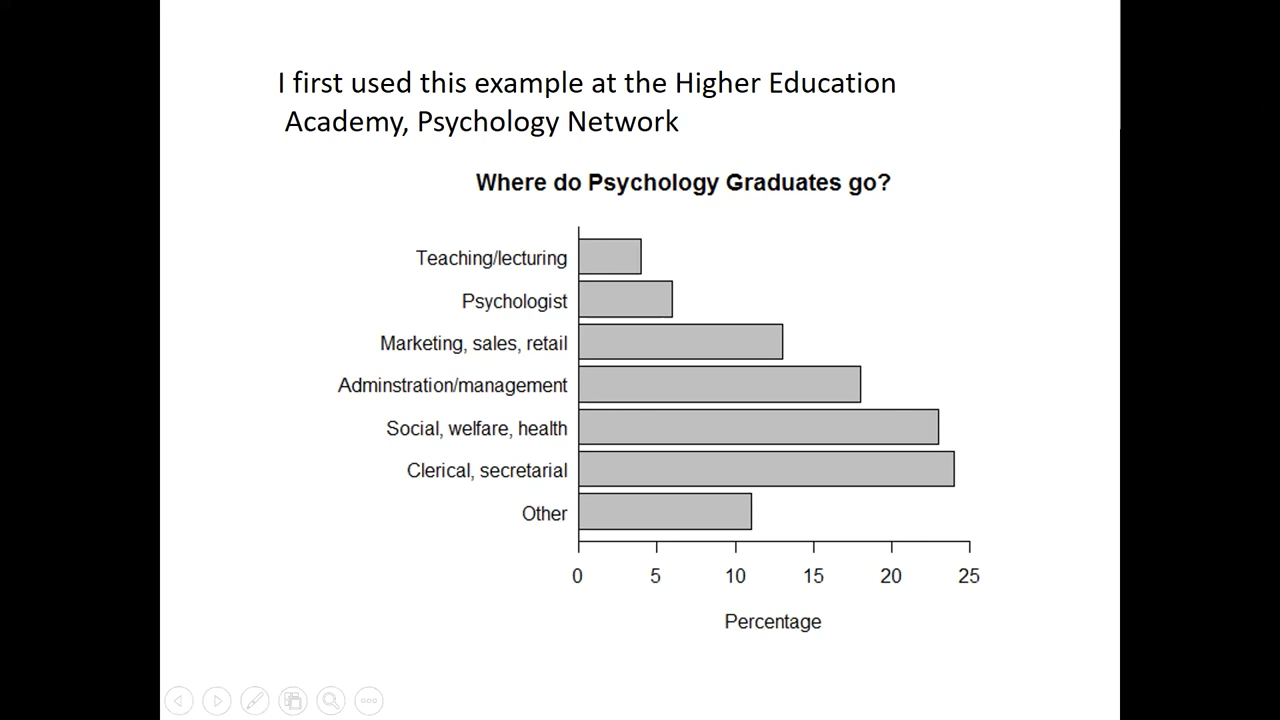 I first used this example at the Higher Education
Academy, Psychology Network
Where do Psychology Graduates go?
Teaching/lecturing
Psychologist
Marketing, sales, retail
Adminstration/management
Social, welfare, health
Clerical, secretarial
Other
0 5 10 15 20 25
Percentage